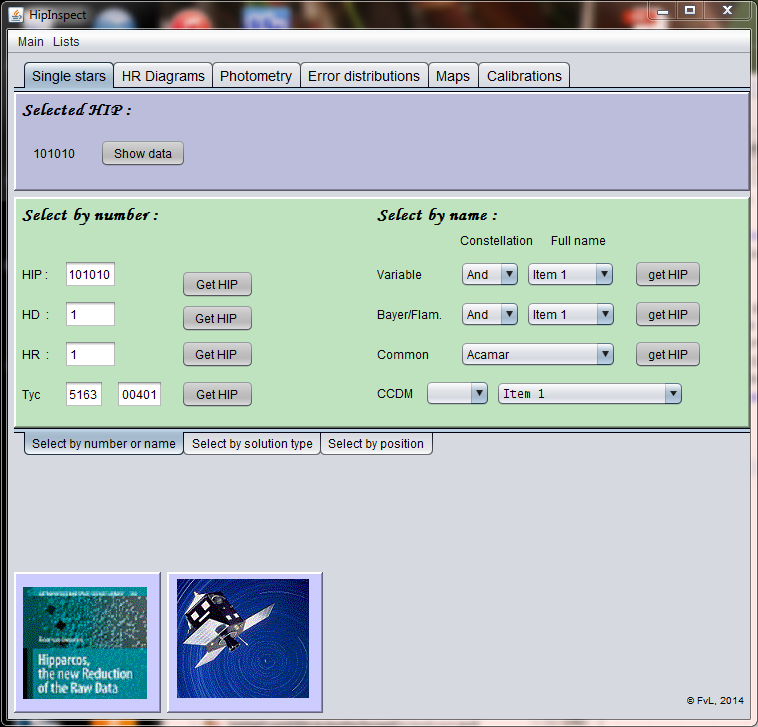 HipInspect
Main Lists
Single stars HR Diagrams Photometry Error distributions Maps Calibrations
Selected HIP :
101010 Show data
Select by number : Select by name :
Constellation Full name
HIP : 101010 Get HIP Variable And Item 1 get HIP
HD : 1 Get HIP Bayer/Flam. And Item 1 get HIP
HR : 1 Get HIP Common Acamar get HIP
Tyc 5163 00401 Get HIP CCDM Item 1
Select by number or name Select by solution type Select by position
Hipparcos,
the new Reduction
of the Raw Data
© FvL, 2014